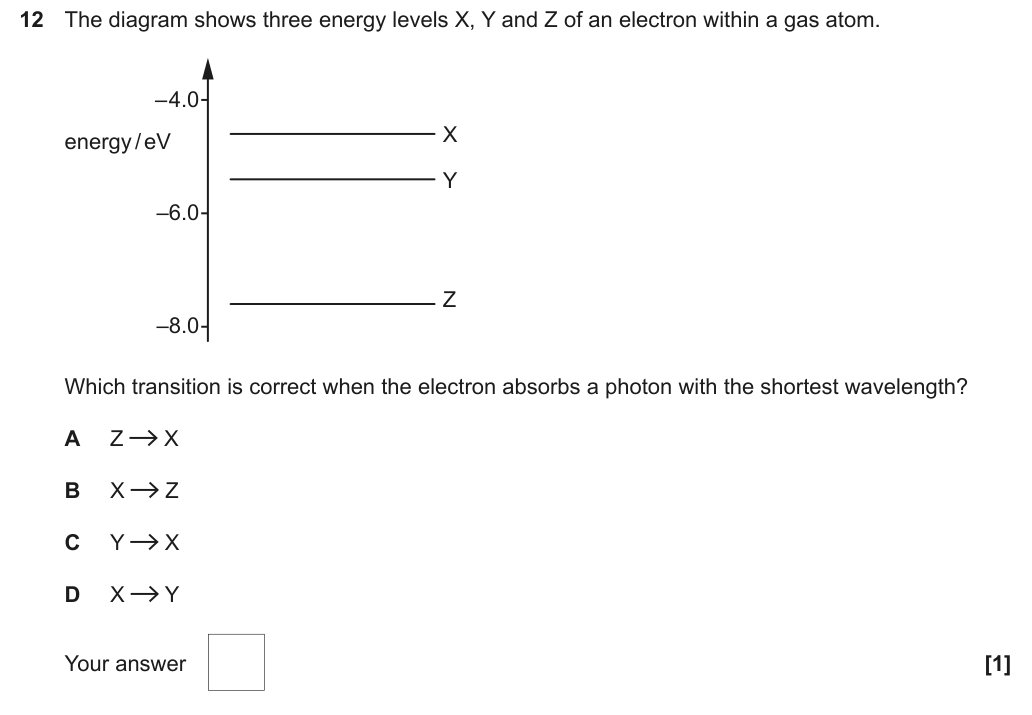 12 The diagram shows three energy levels X, Y and Z of an electron within a gas atom.
–4.0
energy / eV
X
Y
–6.0
Z
–8.0
Which transition is correct when the electron absorbs a photon with the shortest wavelength?
A Z → X
B X → Z
C Y → X
D X → Y
Your answer [1]